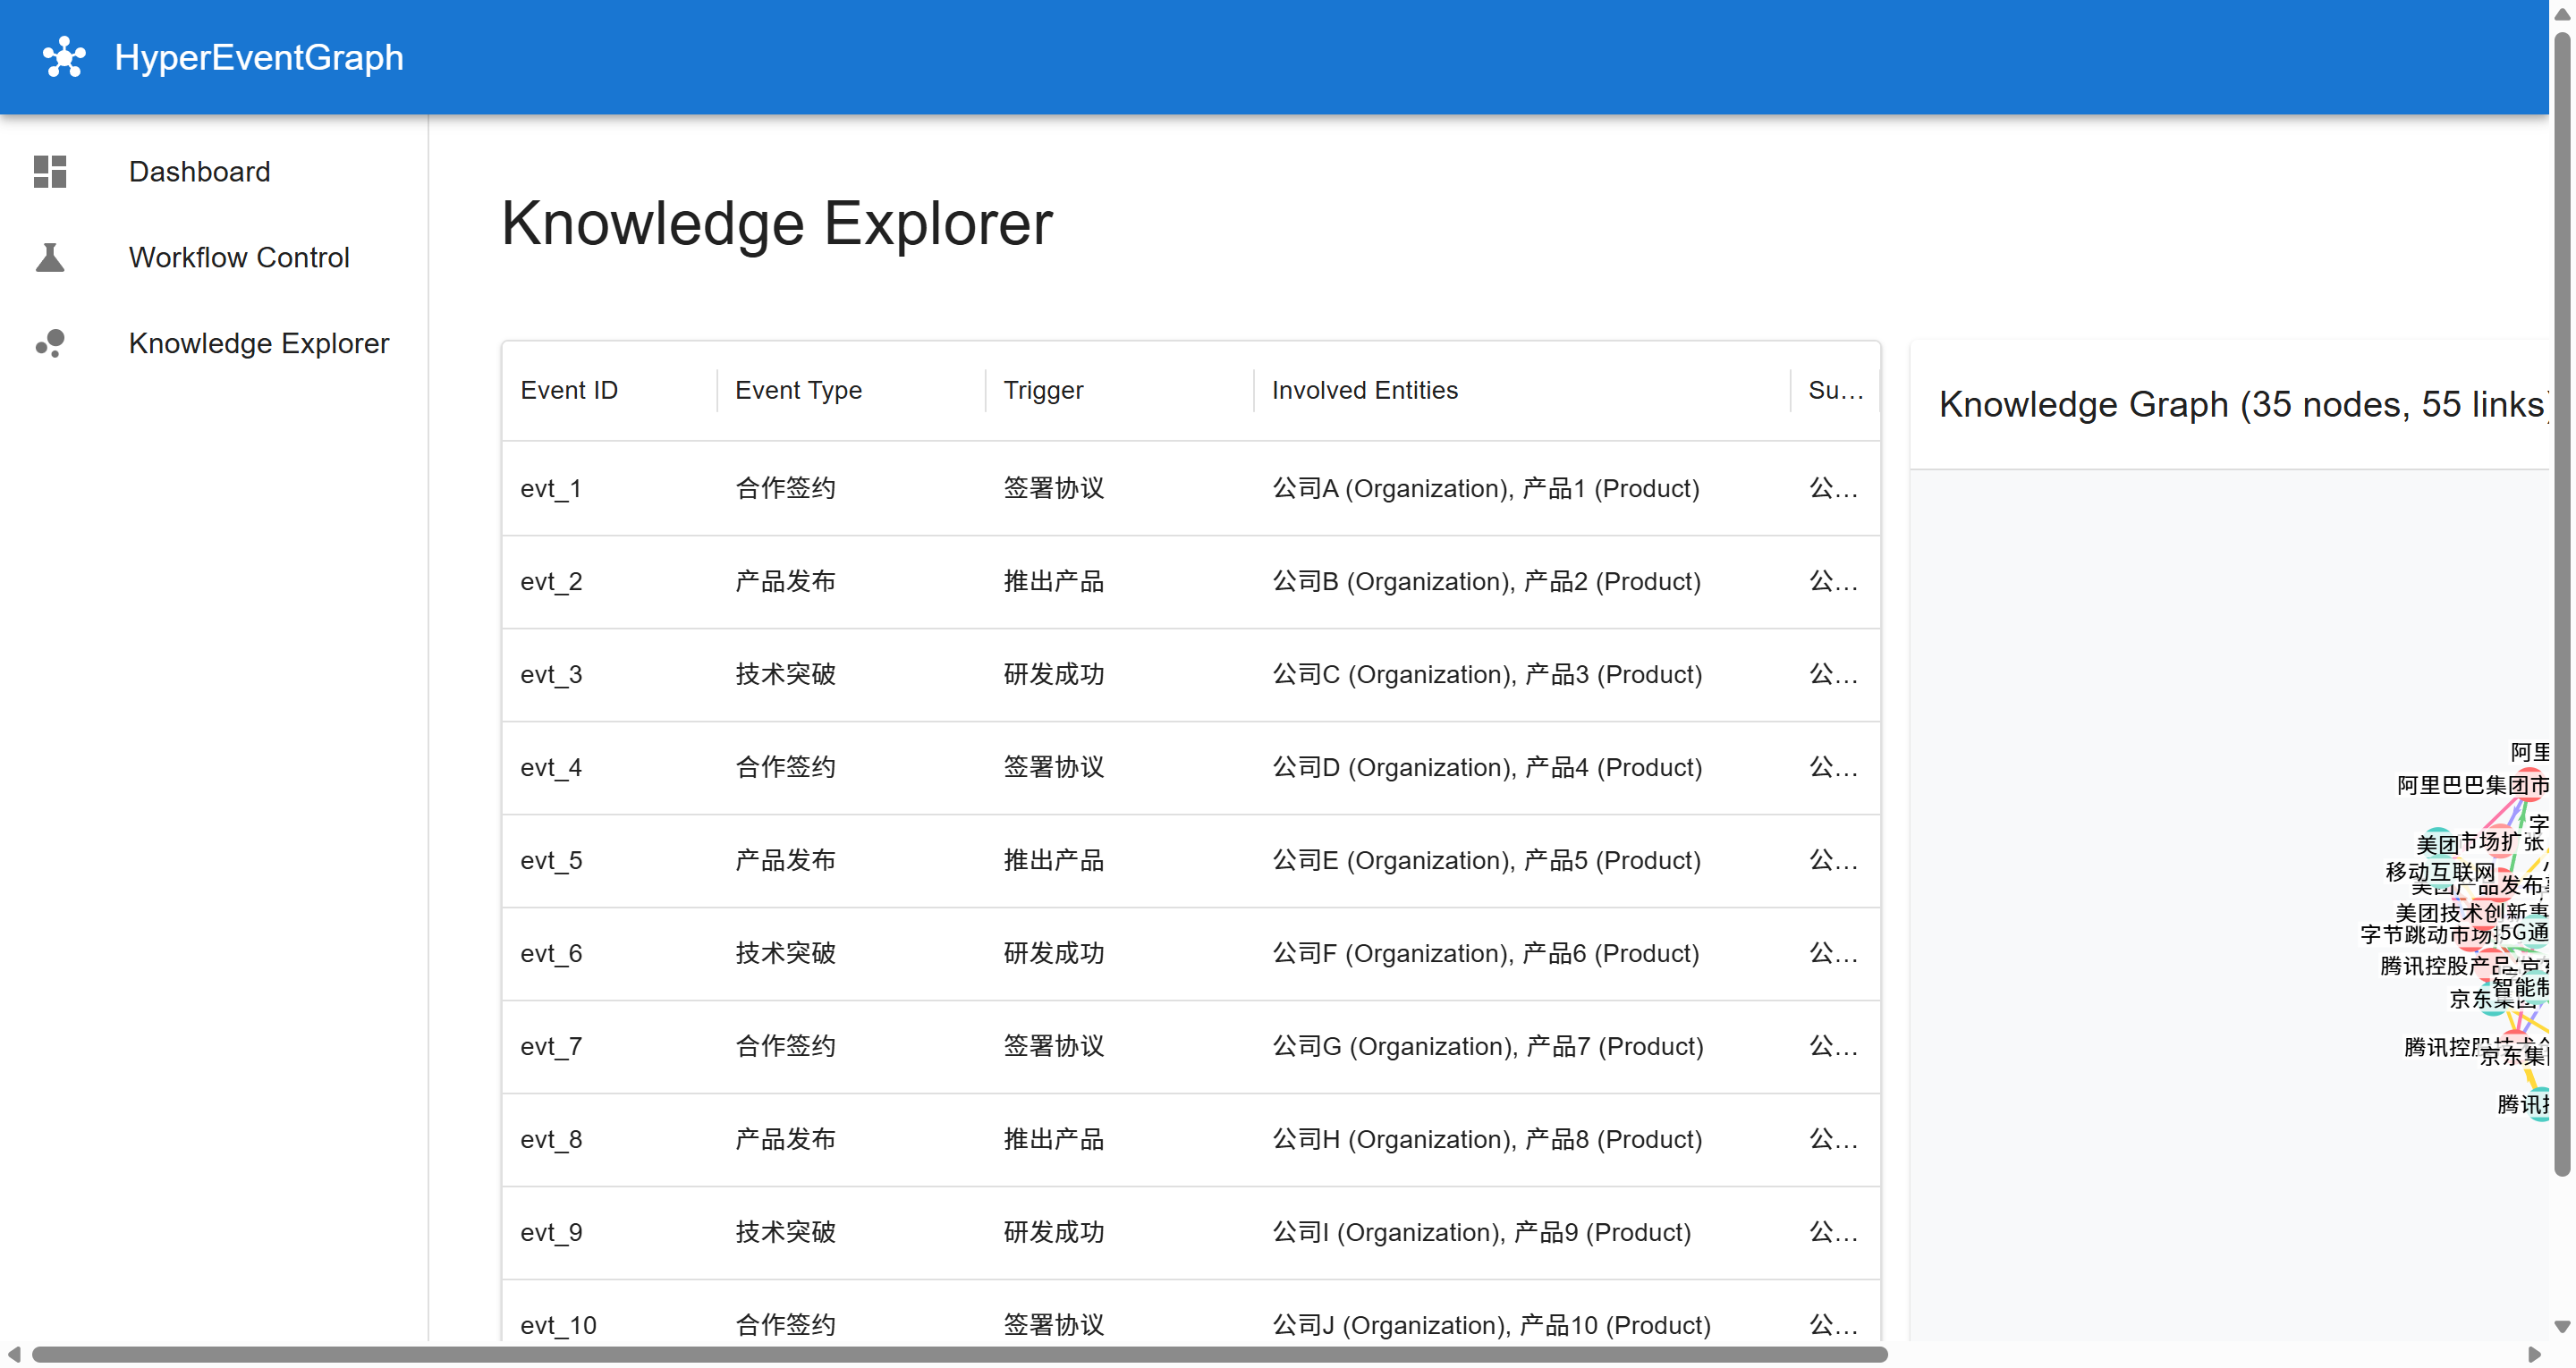 HyperEventGraph
Dashboard
Workflow Control
Knowledge Explorer
Knowledge Explorer
Event ID Event Type Trigger Involved Entities Su...
evt_1 合作签约 签署协议 公司A (Organization), 产品1 (Product) 公...
evt_2 产品发布 推出产品 公司B (Organization), 产品2 (Product) 公...
evt_3 技术突破 研发成功 公司C (Organization), 产品3 (Product) 公...
evt_4 合作签约 签署协议 公司D (Organization), 产品4 (Product) 公...
evt_5 产品发布 推出产品 公司E (Organization), 产品5 (Product) 公...
evt_6 技术突破 研发成功 公司F (Organization), 产品6 (Product) 公...
evt_7 合作签约 签署协议 公司G (Organization), 产品7 (Product) 公...
evt_8 产品发布 推出产品 公司H (Organization), 产品8 (Product) 公...
evt_9 技术突破 研发成功 公司I (Organization), 产品9 (Product) 公...
evt_10 合作签约 签署协议 公司J (Organization), 产品10 (Product) 公...
Knowledge Graph (35 nodes, 55 links)
阿里
阿里巴巴集团市
字
美团
市场扩张
移动互联网
美团产品发布
美团技术创新事
字节跳动市场
5G通
腾讯控股产品
智能制
京东集团
腾讯控股技术
京东集
腾讯控